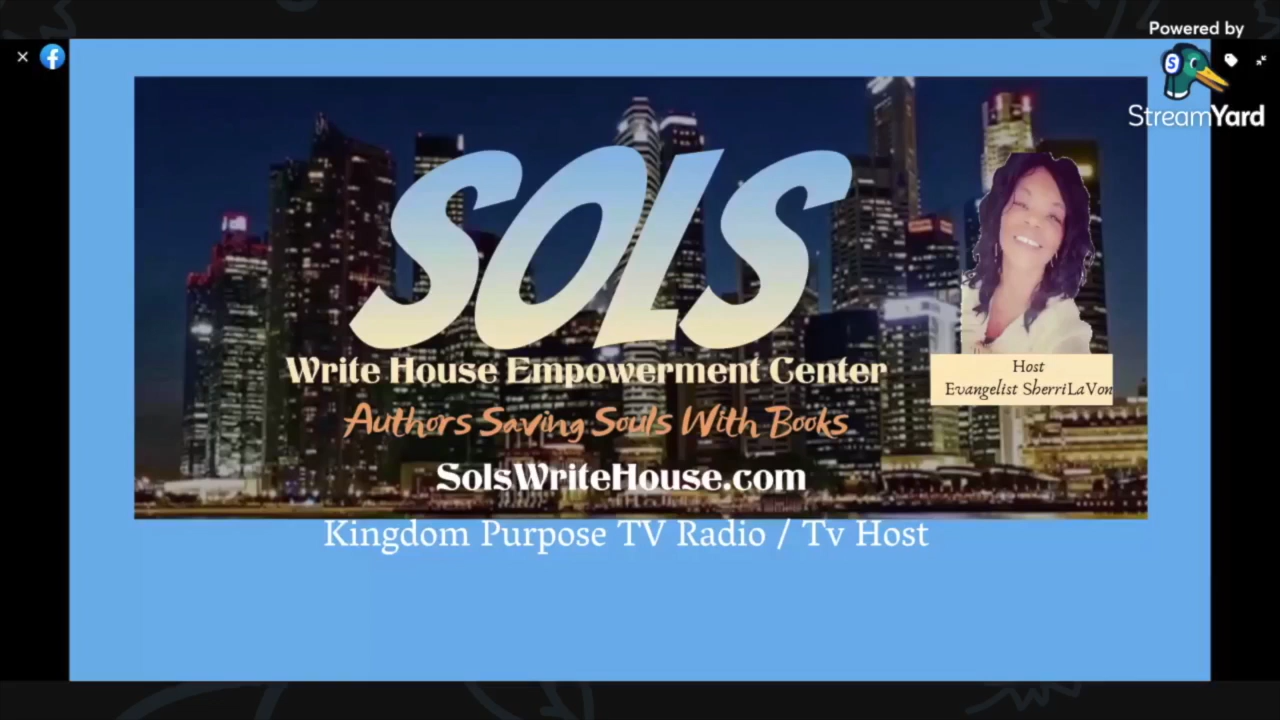 Powered by
StreamYard
SOLS
Write House Empowerment Center
Authors Saving Souls With Books
SolsWriteHouse.com
Host
Evangelist SherriLaVon
Kingdom Purpose TV Radio / Tv Host